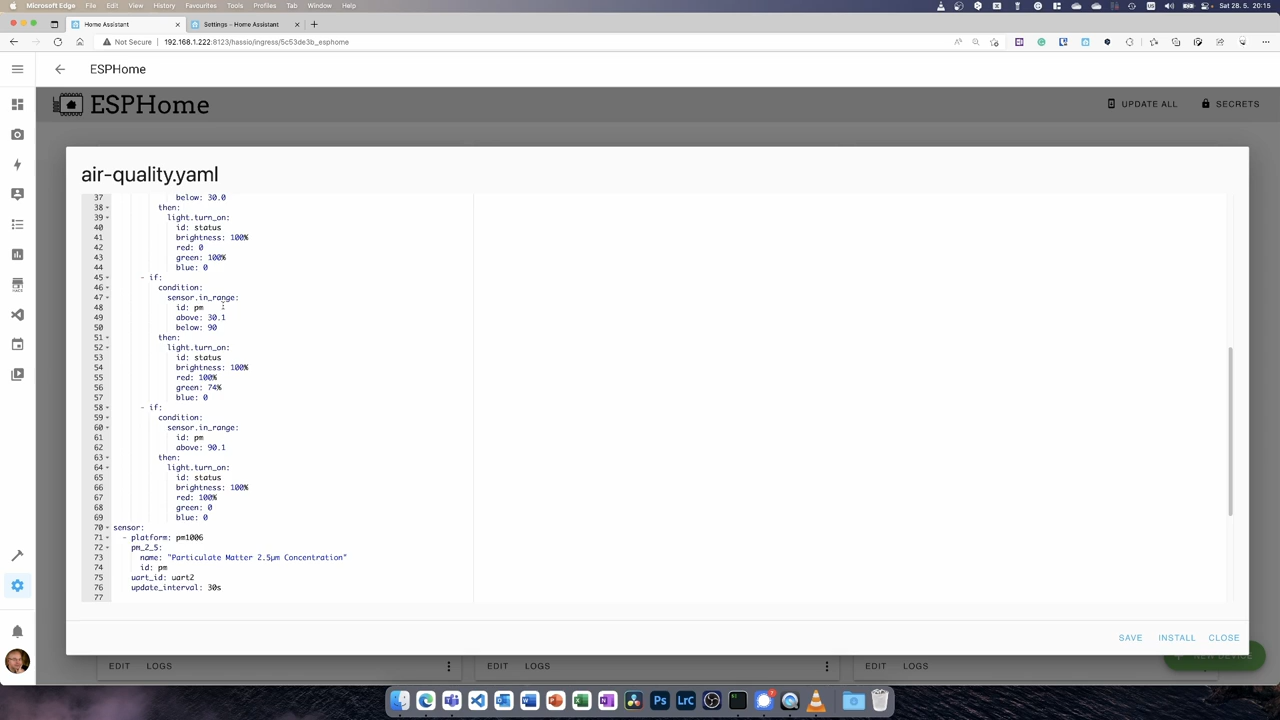 Microsoft Edge File Edit View History Favourites Tools Profiles Tab Window Help
Sat 28. 5. 20:15
Home Assistant
Settings – Home Assistant
Not Secure 192.168.1.222:8123/hassio/ingress/5c53de3b_esphome
ESPHome
ESPHome
UPDATE ALL
SECRETS
air-quality.yaml
37 below: 30.0
38 then:
39 light.turn_on:
40 id: status
41 brightness: 100%
42 red: 0
43 green: 100%
44 blue: 0
45 - if:
46 condition:
47 sensor.in_range:
48 id: pm
49 above: 30.1
50 below: 90
51 then:
52 light.turn_on:
53 id: status
54 brightness: 100%
55 red: 100%
56 green: 74%
57 blue: 0
58 - if:
59 condition:
60 sensor.in_range:
61 id: pm
62 above: 90.1
63 then:
64 light.turn_on:
65 id: status
66 brightness: 100%
67 red: 100%
68 green: 0
69 blue: 0
70 sensor:
71 - platform: pm1006
72 pm_2_5:
73 name: "Particulate Matter 2.5µm Concentration"
74 id: pm
75 uart_id: uart2
76 update_interval: 30s
77
SAVE INSTALL CLOSE
NEW DEVICE
EDIT LOGS
EDIT LOGS
EDIT LOGS